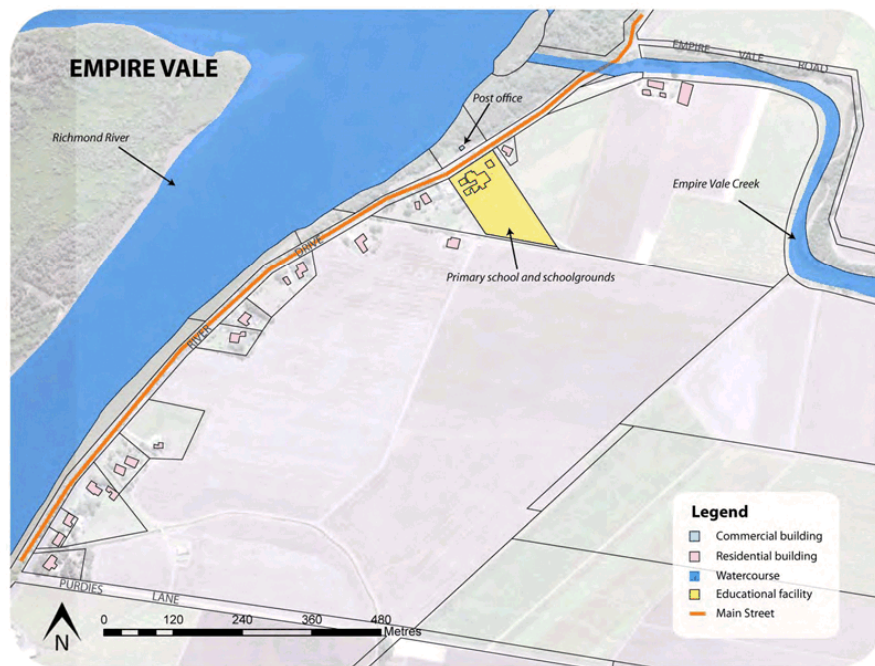 EMPIRE VALE
Richmond River
Post office
EMPIRE VALE ROAD
Empire Vale Creek
Primary school and schoolgrounds
RIVER DRIVE
PURDIES LANE
N
0 120 240 360 480
Metres
Legend
Commercial building
Residential building
Watercourse
Educational facility
Main Street